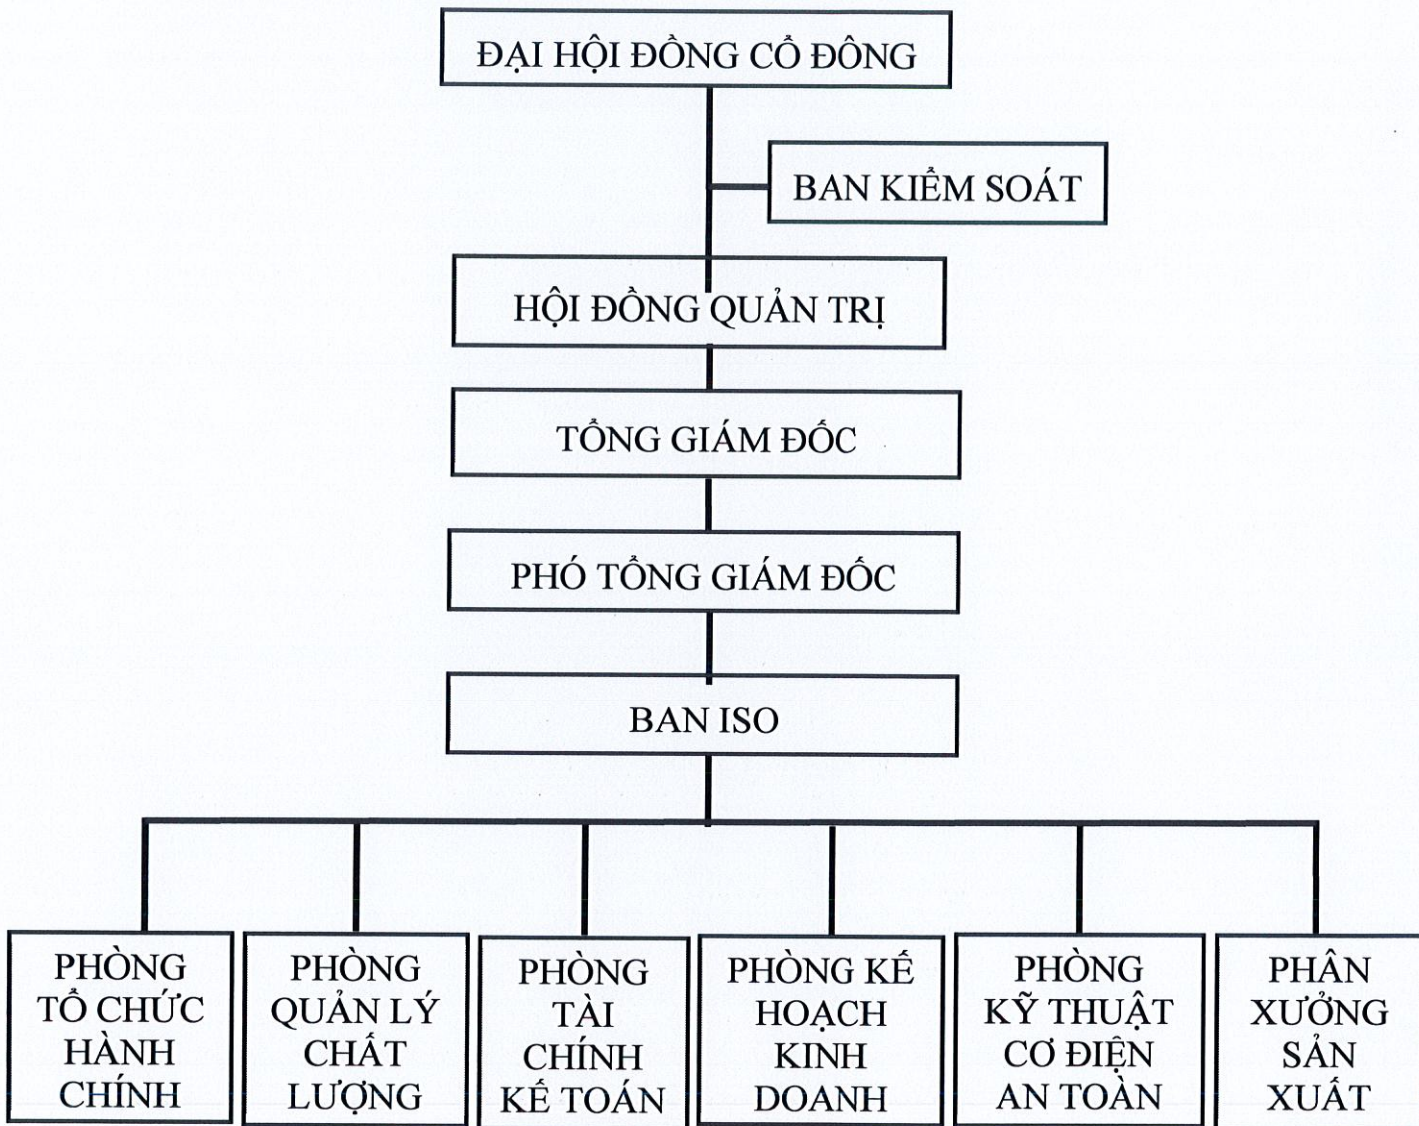 ĐẠI HỘI ĐỒNG CỔ ĐÔNG
BAN KIỂM SOÁT
HỘI ĐỒNG QUẢN TRỊ
TỔNG GIÁM ĐỐC
PHÓ TỔNG GIÁM ĐỐC
BAN ISO
PHÒNG
TỔ CHỨC
HÀNH
CHÍNH
PHÒNG
QUẢN LÝ
CHẤT
LƯỢNG
PHÒNG
TÀI
CHÍNH
KẾ TOÁN
PHÒNG KẾ
HOẠCH
KINH
DOANH
PHÒNG
KỸ THUẬT
CƠ ĐIỆN
AN TOÀN
PHÂN
XƯỞNG
SẢN
XUẤT